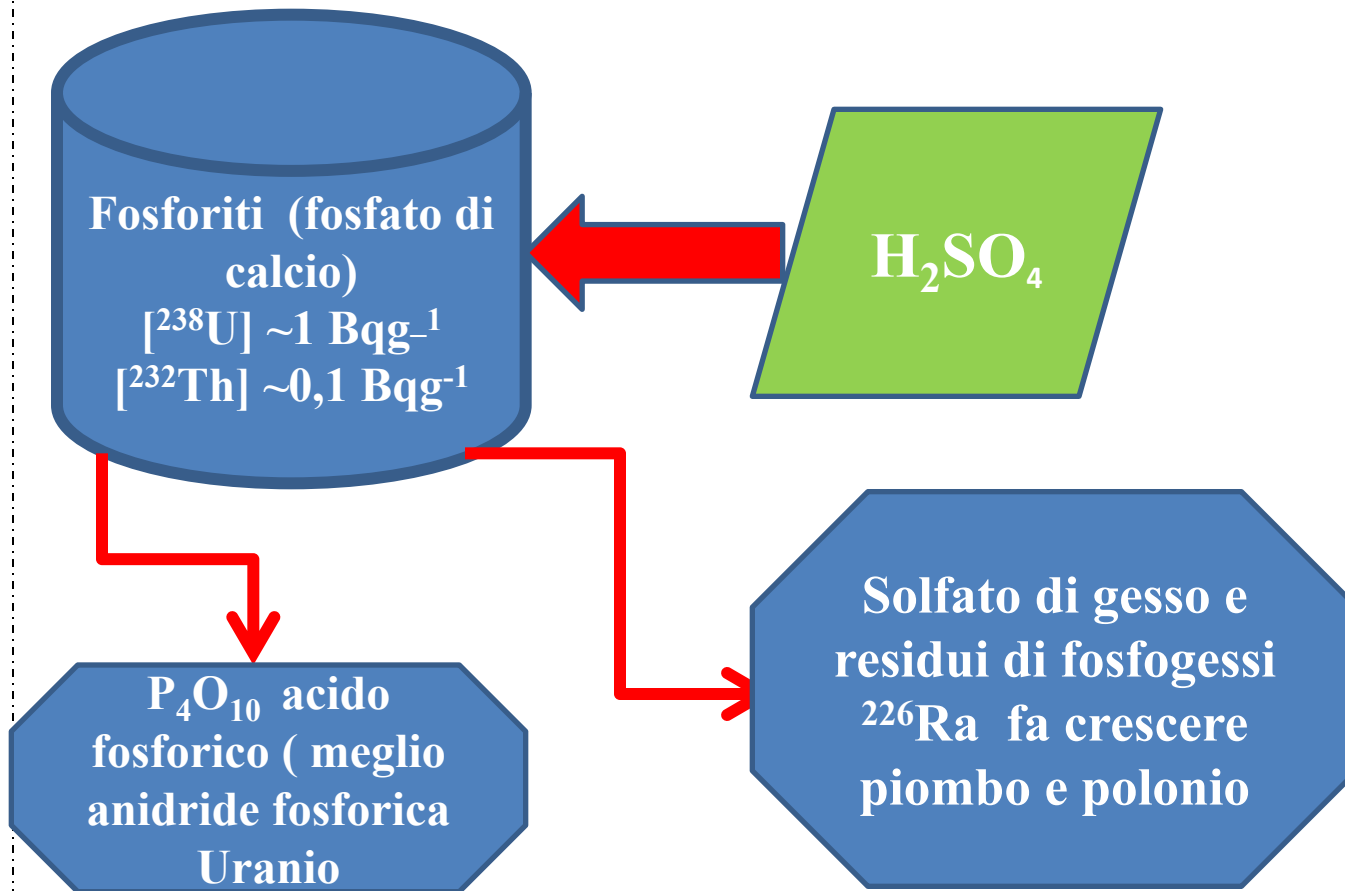 Fosforiti (fosfato di
calcio)
[²³⁸U] ~1 Bqg₋¹
[²³²Th] ~0,1 Bqg⁻¹
H₂SO₄
P₄O₁₀ acido
fosforico ( meglio
anidride fosforica
Uranio
Solfato di gesso e
residui di fosfogessi
²²⁶Ra fa crescere
piombo e polonio